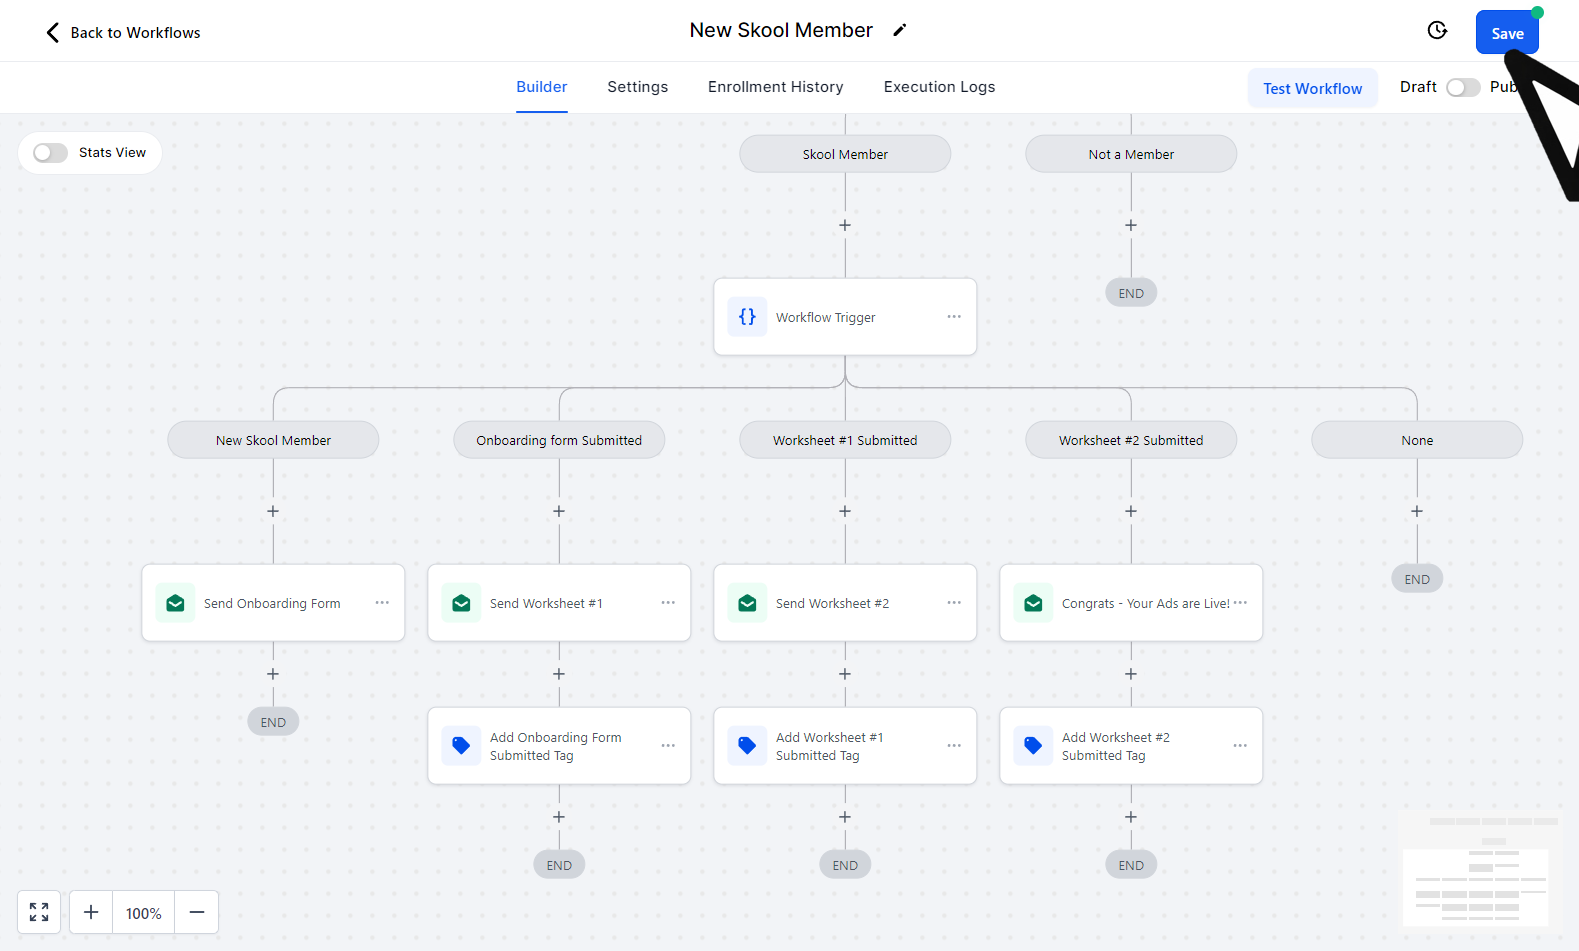 Back to Workflows
New Skool Member
Save
Builder
Settings
Enrollment History
Execution Logs
Test Workflow
Draft
Stats View
Skool Member
Not a Member
END
{} Workflow Trigger
New Skool Member
Onboarding form Submitted
Worksheet #1 Submitted
Worksheet #2 Submitted
None
Send Onboarding Form
Send Worksheet #1
Send Worksheet #2
Congrats - Your Ads are Live!
END
END
Add Onboarding Form
Submitted Tag
Add Worksheet #1
Submitted Tag
Add Worksheet #2
Submitted Tag
END
END
END
100%